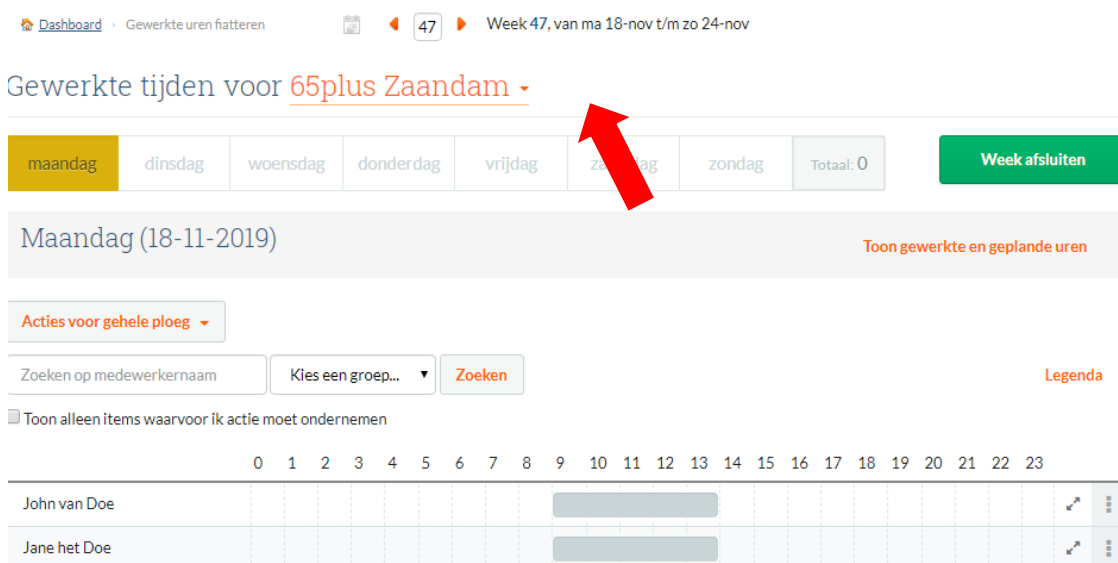 Dashboard > Gewerkte uren fiatteren 47 Week 47, van ma 18-nov t/m zo 24-nov
Gewerkte tijden voor 65plus Zaandam
maandag dinsdag woensdag donderdag vrijdag zondag Totaal: 0 Week afsluiten
Maandag (18-11-2019) Toon gewerkte en geplande uren
Acties voor gehele ploeg
Zoeken op medewerkernaam Kies een groep... Zoeken Legenda
Toon alleen items waarvoor ik actie moet ondernemen
0 1 2 3 4 5 6 7 8 9 10 11 12 13 14 15 16 17 18 19 20 21 22 23
John van Doe
Jane het Doe